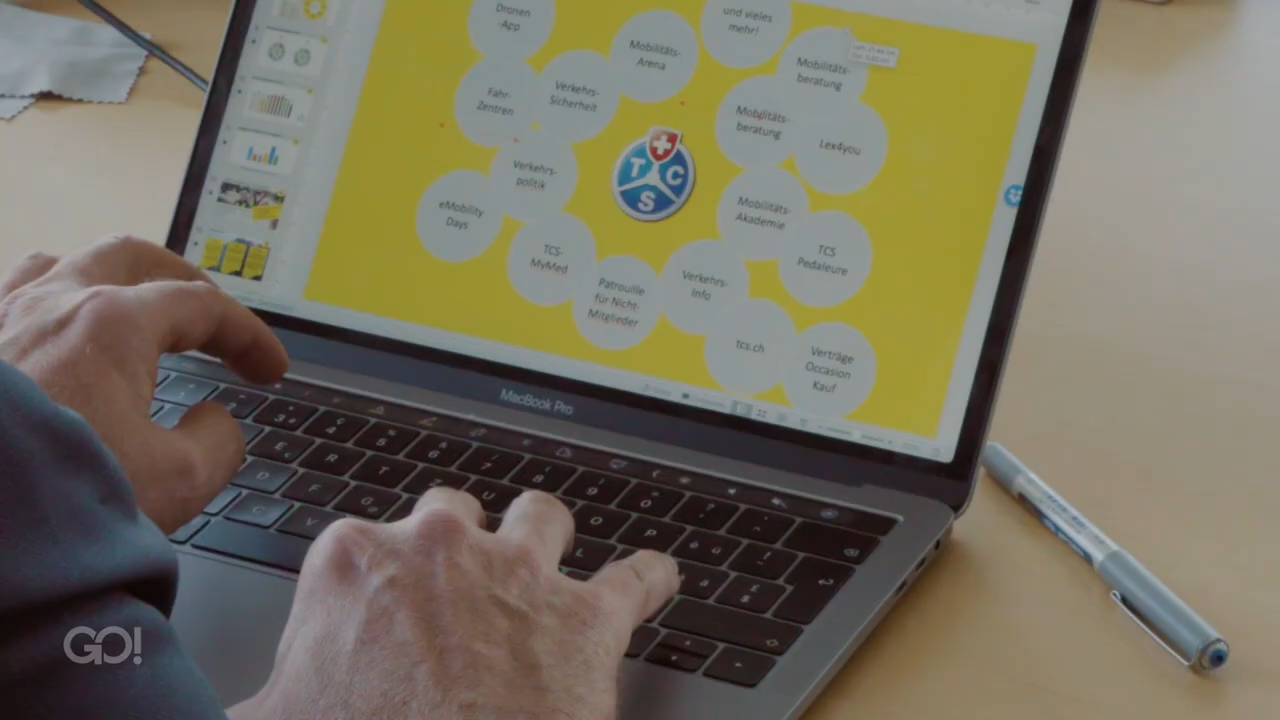 Dronen
-App
und vieles
mehr!
Mobilitäts-
Arena
Mobilitäts-
beratung
Fahr-
Zentren
Verkehrs-
Sicherheit
Mobilitäts-
beratung
Lex4you
Verkehrs-
politik
T C
S
eMobility
Days
Mobilitäts-
Akademie
TCS
Pedaleure
TCS-
MyMed
Patrouille
für Nicht-
Mitglieder
Verkehrs-
Info
tcs.ch
Verträge
Occasion
Kauf
MacBook Pro
GO!